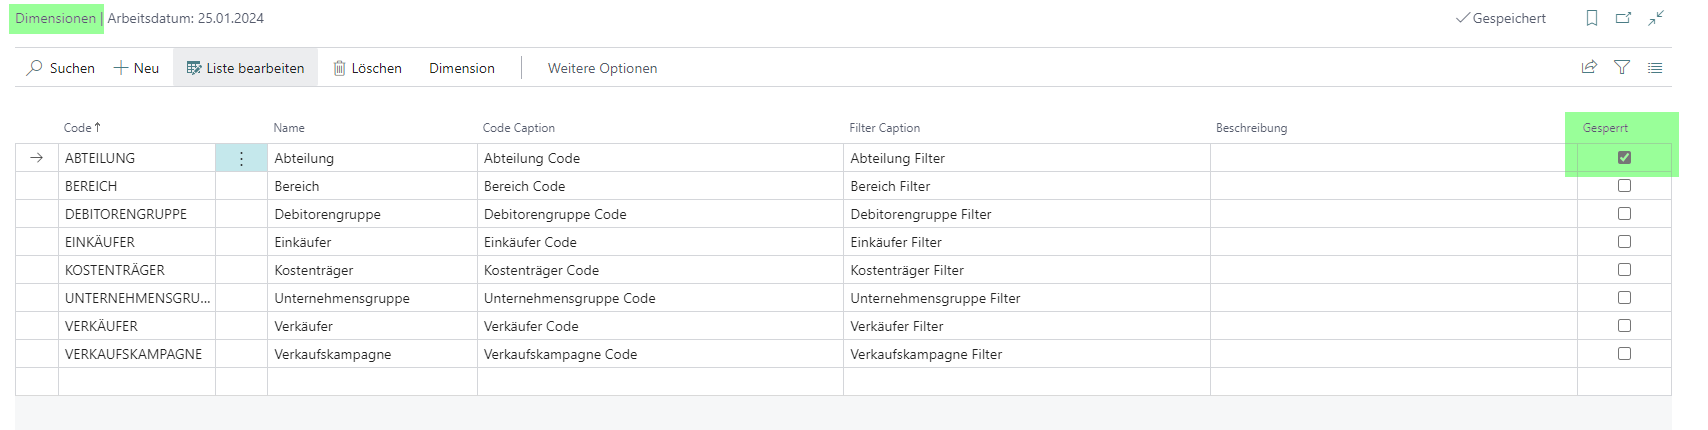 Dimensionen | Arbeitsdatum: 25.01.2024 Gespeichert
Suchen Neu Liste bearbeiten Löschen Dimension Weitere Optionen
Code↑ Name Code Caption Filter Caption Beschreibung Gesperrt
ABTEILUNG Abteilung Abteilung Code Abteilung Filter
BEREICH Bereich Bereich Code Bereich Filter
DEBITORENGRUPPE Debitorengruppe Debitorengruppe Code Debitorengruppe Filter
EINKÄUFER Einkäufer Einkäufer Code Einkäufer Filter
KOSTENTRÄGER Kostenträger Kostenträger Code Kostenträger Filter
UNTERNEHMENSGRU... Unternehmensgruppe Unternehmensgruppe Code Unternehmensgruppe Filter
VERKÄUFER Verkäufer Verkäufer Code Verkäufer Filter
VERKAUFSKAMPAGNE Verkaufskampagne Verkaufskampagne Code Verkaufskampagne Filter